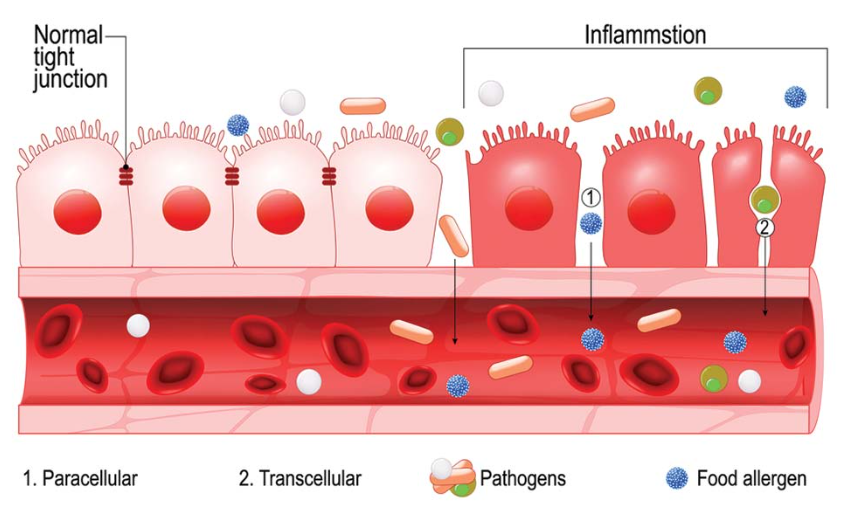 Normal
tight
junction
Inflammstion
1
2
1. Paracellular
2. Transcellular
Pathogens
Food allergen